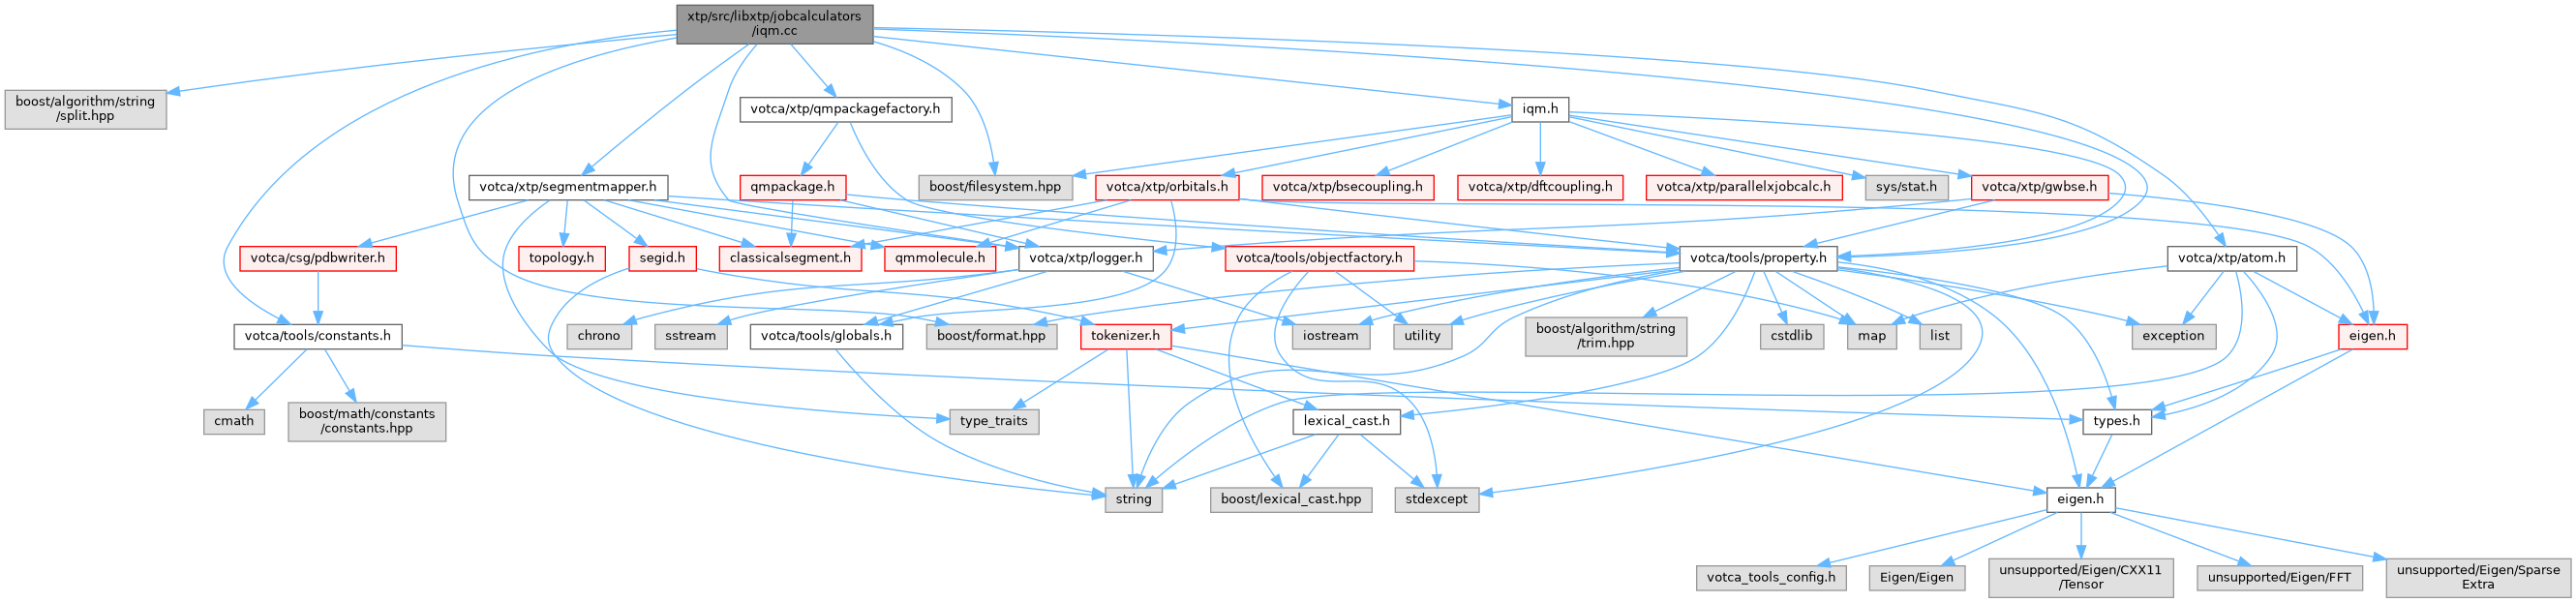 xtp/src/libxtp/jobcalculators
/iqm.cc
boost/algorithm/string
/split.hpp
votca/xtp/qmpackagefactory.h
iqm.h
votca/xtp/segmentmapper.h
qmpackage.h
boost/filesystem.hpp
votca/xtp/orbitals.h
votca/xtp/bsecoupling.h
votca/xtp/dftcoupling.h
votca/xtp/parallelxjobcalc.h
sys/stat.h
votca/xtp/gwbse.h
votca/csg/pdbwriter.h
topology.h
segid.h
classicalsegment.h
qmmolecule.h
votca/xtp/logger.h
votca/tools/objectfactory.h
votca/tools/property.h
votca/xtp/atom.h
votca/tools/constants.h
chrono
sstream
votca/tools/globals.h
boost/format.hpp
tokenizer.h
iostream
utility
boost/algorithm/string
/trim.hpp
cstdlib
map
list
exception
eigen.h
cmath
boost/math/constants
/constants.hpp
type_traits
lexical_cast.h
types.h
string
boost/lexical_cast.hpp
stdexcept
eigen.h
votca_tools_config.h
Eigen/Eigen
unsupported/Eigen/CXX11
/Tensor
unsupported/Eigen/FFT
unsupported/Eigen/Sparse
Extra